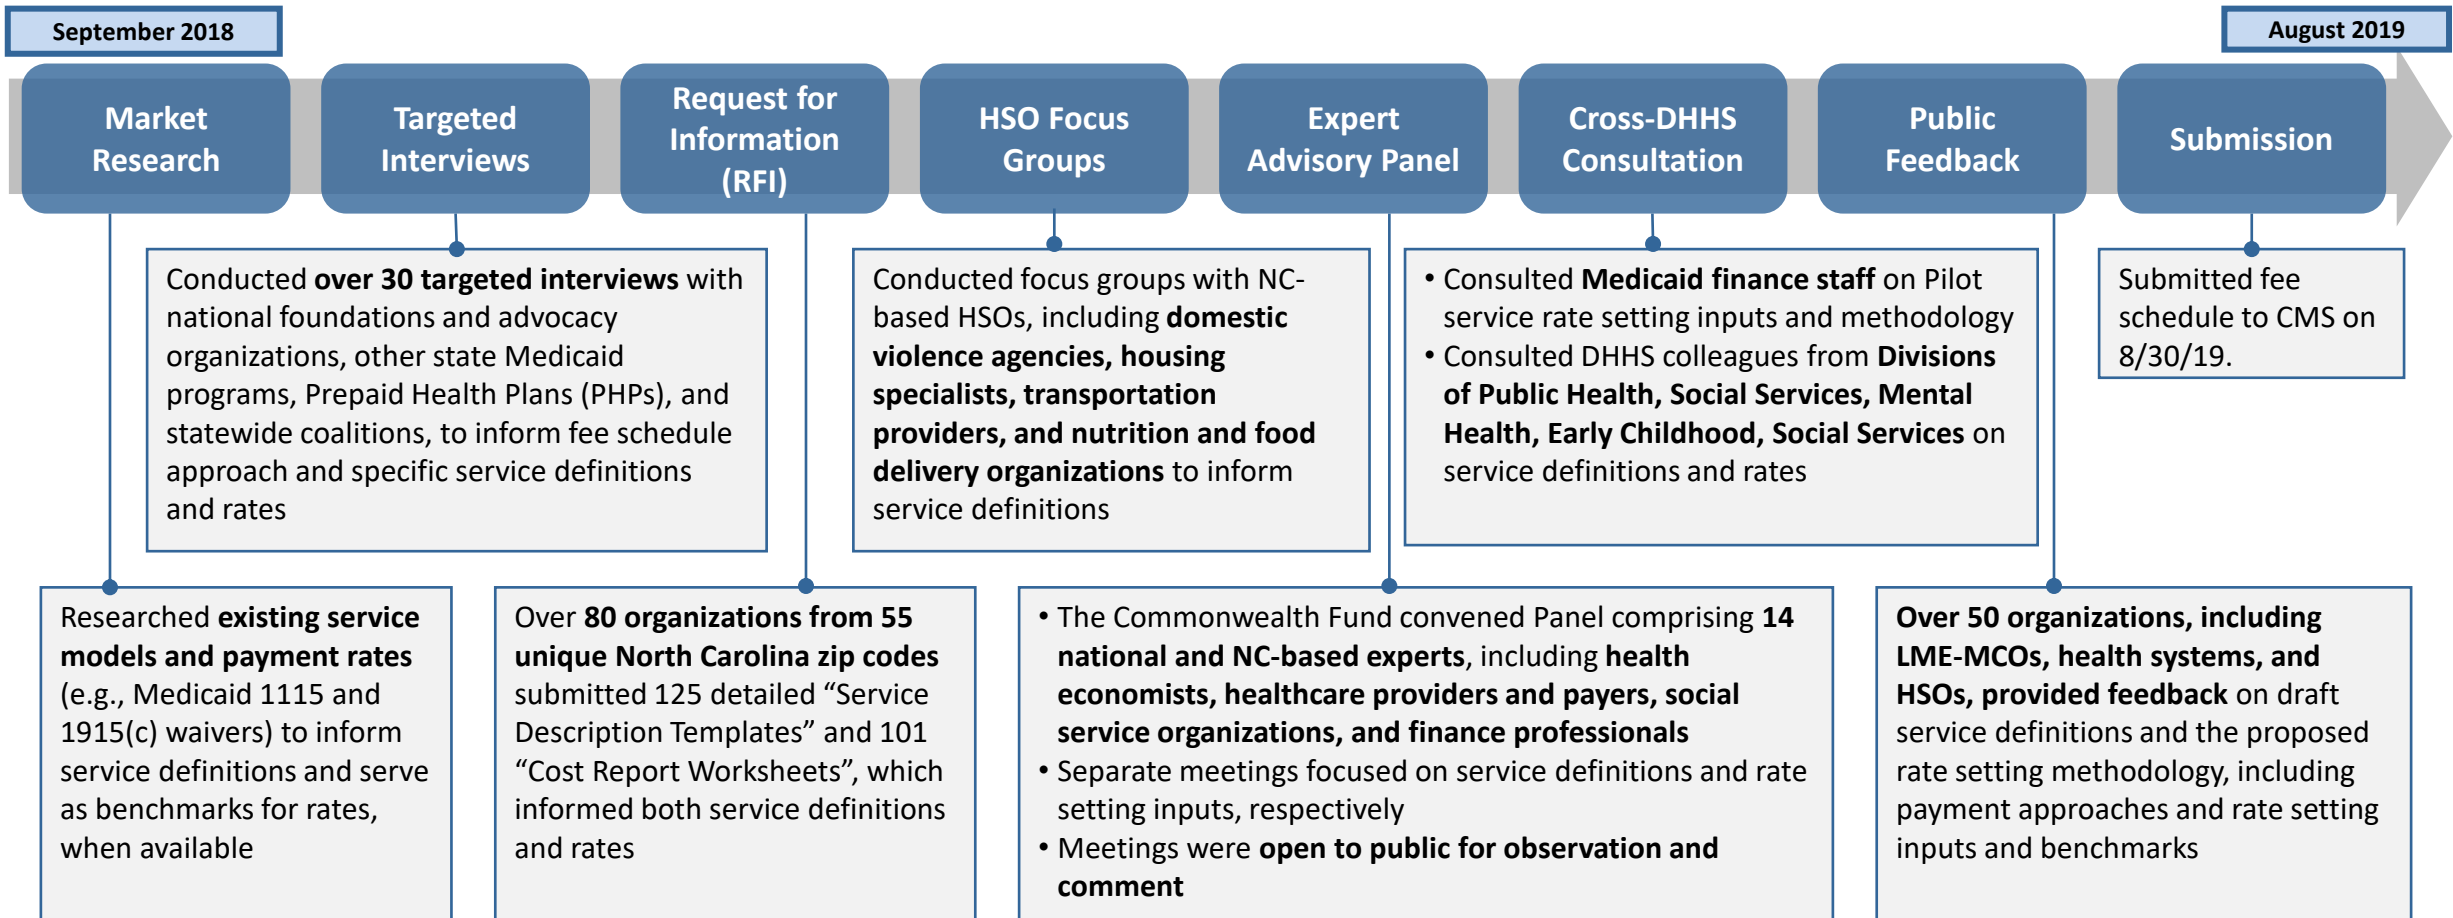 September 2018
August 2019
Market
Research
Targeted
Interviews
Request for
Information
(RFI)
HSO Focus
Groups
Expert
Advisory Panel
Cross-DHHS
Consultation
Public
Feedback
Submission
Conducted over 30 targeted interviews with
national foundations and advocacy
organizations, other state Medicaid
programs, Prepaid Health Plans (PHPs), and
statewide coalitions, to inform fee schedule
approach and specific service definitions
and rates
Conducted focus groups with NC-
based HSOs, including domestic
violence agencies, housing
specialists, transportation
providers, and nutrition and food
delivery organizations to inform
service definitions
• Consulted Medicaid finance staff on Pilot
service rate setting inputs and methodology
• Consulted DHHS colleagues from Divisions
of Public Health, Social Services, Mental
Health, Early Childhood, Social Services on
service definitions and rates
Submitted fee
schedule to CMS on
8/30/19.
Researched existing service
models and payment rates
(e.g., Medicaid 1115 and
1915(c) waivers) to inform
service definitions and serve
as benchmarks for rates,
when available
Over 80 organizations from 55
unique North Carolina zip codes
submitted 125 detailed “Service
Description Templates” and 101
“Cost Report Worksheets”, which
informed both service definitions
and rates
• The Commonwealth Fund convened Panel comprising 14
national and NC-based experts, including health
economists, healthcare providers and payers, social
service organizations, and finance professionals
• Separate meetings focused on service definitions and rate
setting inputs, respectively
• Meetings were open to public for observation and
comment
Over 50 organizations, including
LME-MCOs, health systems, and
HSOs, provided feedback on draft
service definitions and the proposed
rate setting methodology, including
payment approaches and rate setting
inputs and benchmarks